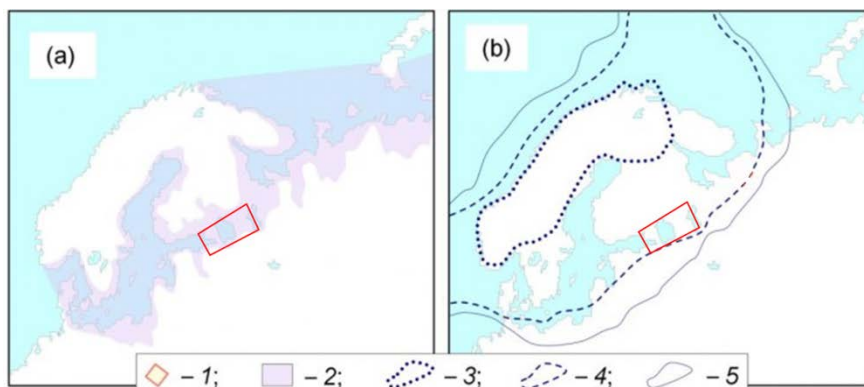 (a)
(b)
– 1; – 2; – 3; – 4; – 5